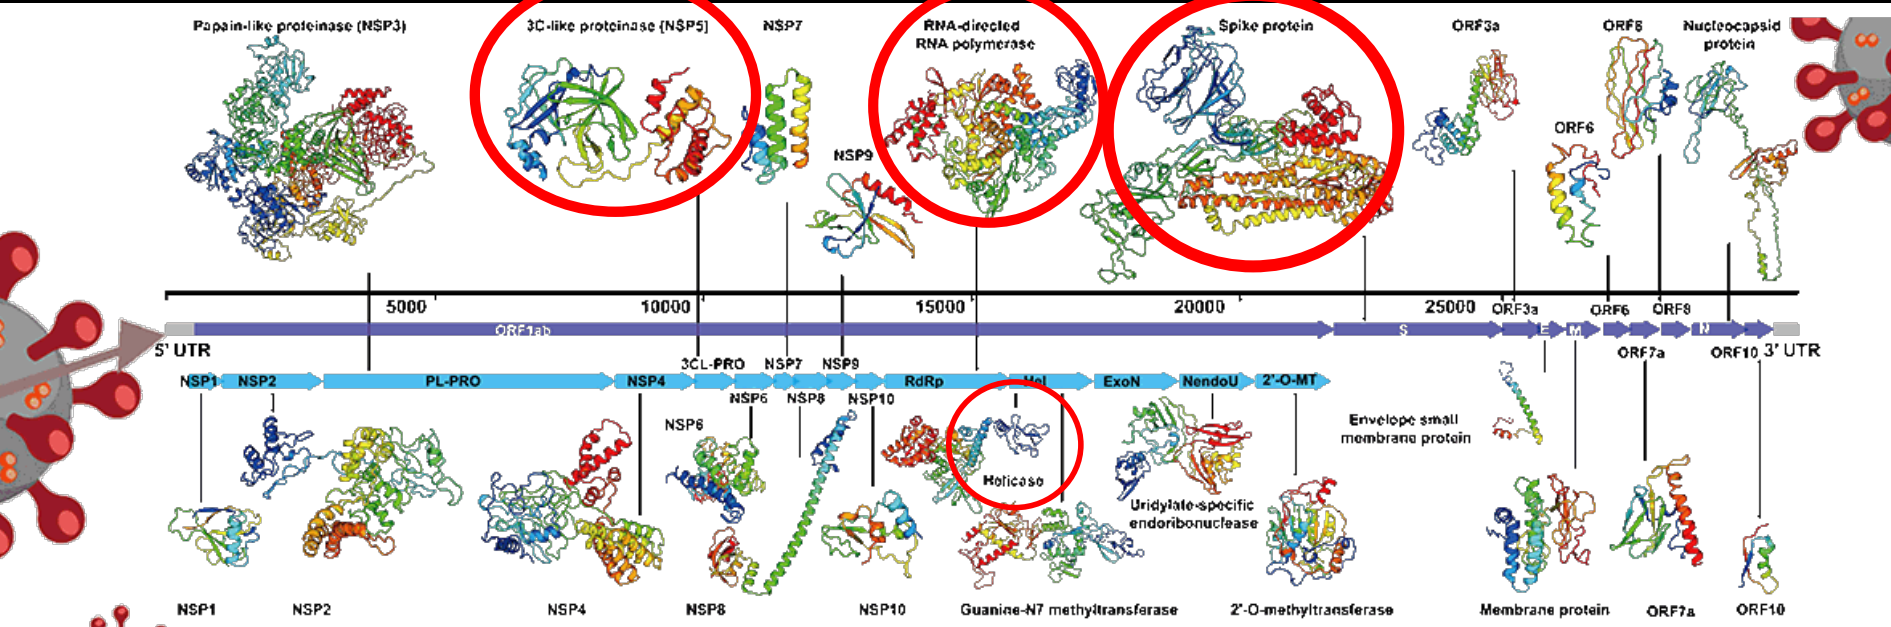 Papain-like proteinase (NSP3)
3C-like proteinase (NSP5)
NSP7
RNA-directed
RNA polymerase
Spike protein
ORF3a
ORF8
Nucleocapsid
protein
ORF6
NSP9
5000
10000
15000
20000
25000
ORF3a
ORF6
ORF8
ORF1ab
S
E
M
N
5' UTR
ORF7a
ORF10
3' UTR
3CL-PRO
NSP7
NSP9
NSP1
NSP2
PL-PRO
NSP4
RdRp
Hel
ExoN
NendoU
2'-O-MT
NSP6
NSP8
NSP10
NSP6
Envelope small
membrane protein
Helicase
Uridylate-specific
endoribonuclease
NSP1
NSP2
NSP4
NSP8
NSP10
Guanine-N7 methyltransferase
2'-O-methyltransferase
Membrane protein
ORF7a
ORF10